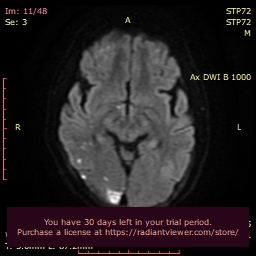 Im: 11/48
Se: 3
STP72
STP72
M
A
Ax DWI B 1000
R
L
You have 30 days left in your trial period.
Purchase a license at https://radiantviewer.com/store/